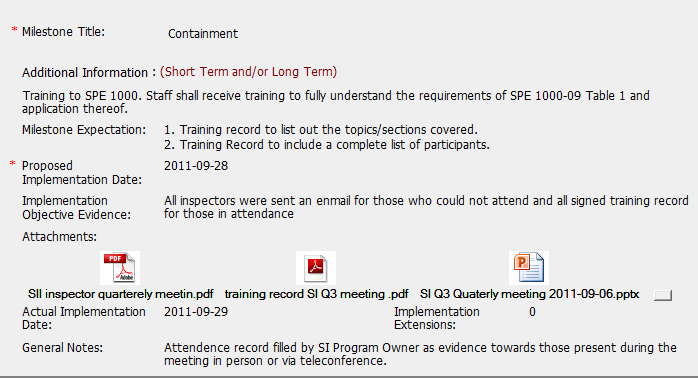 * Milestone Title: Containment
Additional Information : (Short Term and/or Long Term)
Training to SPE 1000. Staff shall receive training to fully understand the requirements of SPE 1000-09 Table 1 and
application thereof.
Milestone Expectation: 1. Training record to list out the topics/sections covered.
2. Training Record to include a complete list of participants.
* Proposed 2011-09-28
Implementation Date:
Implementation All inspectors were sent an enmail for those who could not attend and all signed training record
Objective Evidence: for those in attendance
Attachments:
PDF
Adobe
P
SII inspector quarterely meetin.pdf training record SI Q3 meeting .pdf SI Q3 Quaterly meeting 2011-09-06.pptx
Actual Implementation 2011-09-29 Implementation 0
Date: Extensions:
General Notes: Attendence record filled by SI Program Owner as evidence towards those present during the
meeting in person or via teleconference.